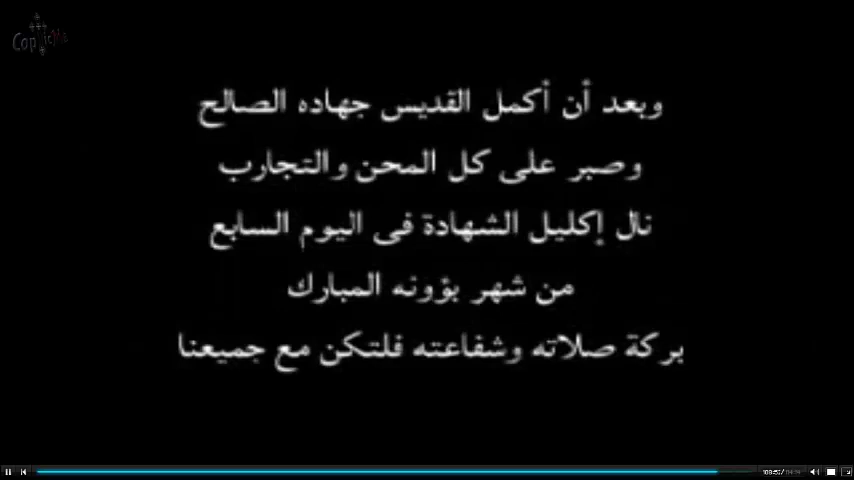 وبعد أن أكمل القديس جهاده الصالح
وصبر على كل المحن والتجارب
نال إكليل الشهادة فى اليوم السابع
من شهر بؤونه المبارك
بركة صلاته وشفاعته فلتكن مع جميعنا